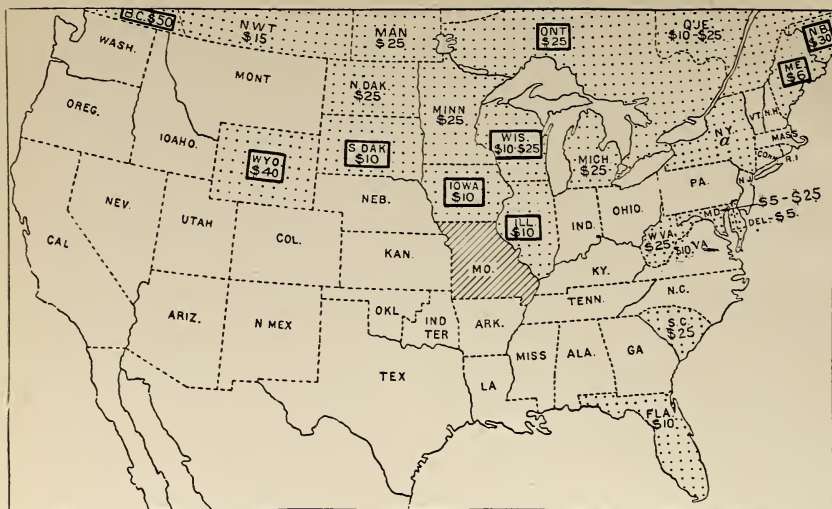 B.C. $50
N.W.T
$15
MAN
$25
ONT
$25
QUE
$10-$25
N.B.
$30
ME.
$6
WASH.
MONT
N.DAK.
$25
MINN
$25
WIS.
$10-$25
MICH
$25
VT.
N.H.
N.Y.
a
MASS
CONN
R.I.
OREG.
IDAHO.
WYO
$40
S.DAK
$10
IOWA
$10
NEB.
ILL.
$10
IND.
OHIO.
PA.
N.J.
$5-$25
MD.
DEL.-$5.
W.VA.
$25
VA.
$10
NEV.
UTAH
COL.
KAN.
MO.
KY.
CAL
ARIZ.
N MEX
OKL
IND
TER
ARK.
TENN.
N.C.
S.C.
$25
TEX
LA
MISS
ALA.
GA
FLA
$10